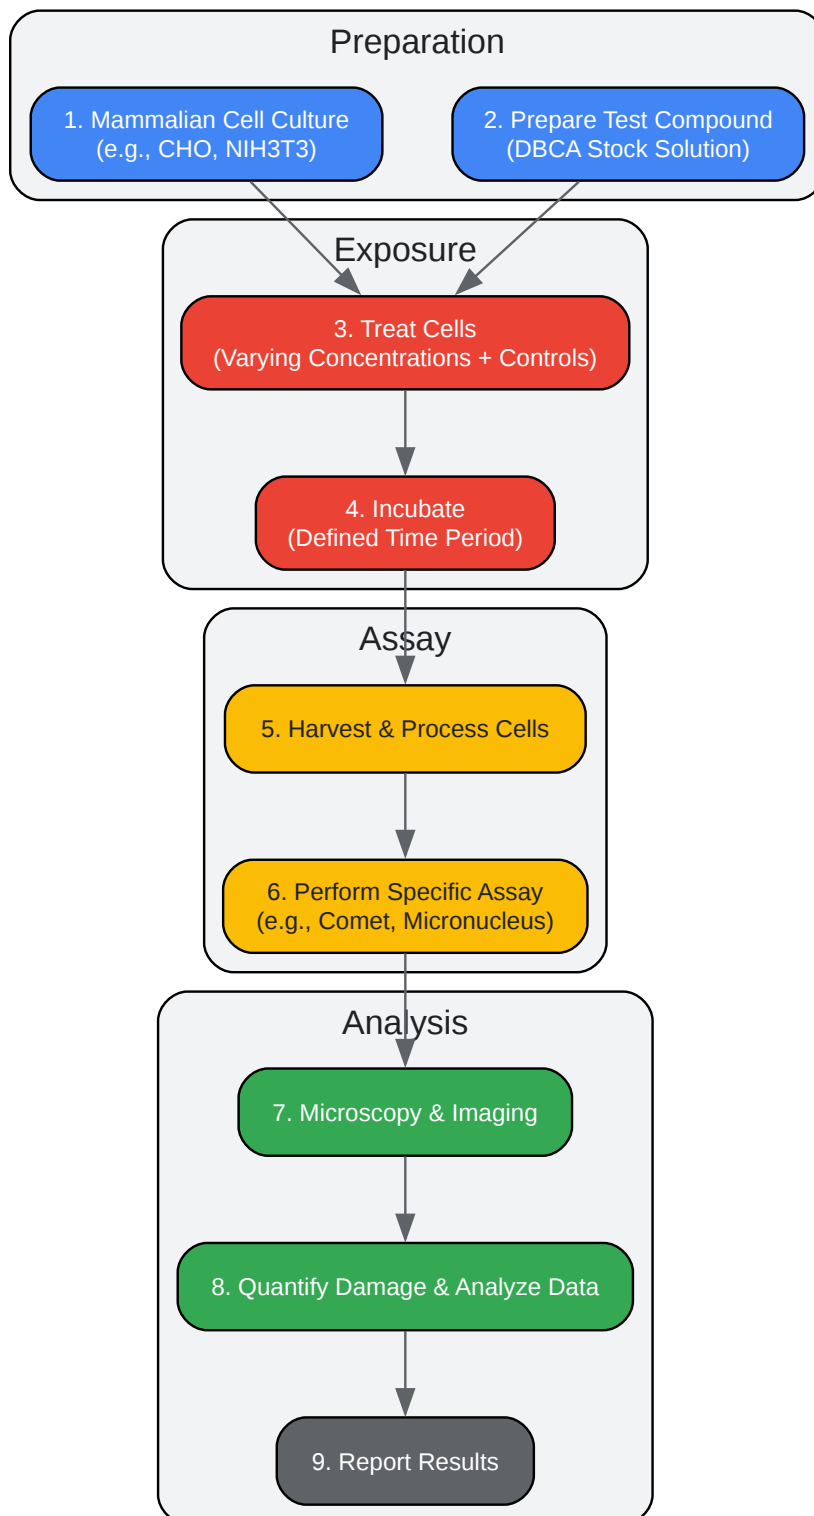 Preparation
1. Mammalian Cell Culture
(e.g., CHO, NIH3T3)
2. Prepare Test Compound
(DBCA Stock Solution)
Exposure
3. Treat Cells
(Varying Concentrations + Controls)
4. Incubate
(Defined Time Period)
Assay
5. Harvest & Process Cells
6. Perform Specific Assay
(e.g., Comet, Micronucleus)
Analysis
7. Microscopy & Imaging
8. Quantify Damage & Analyze Data
9. Report Results